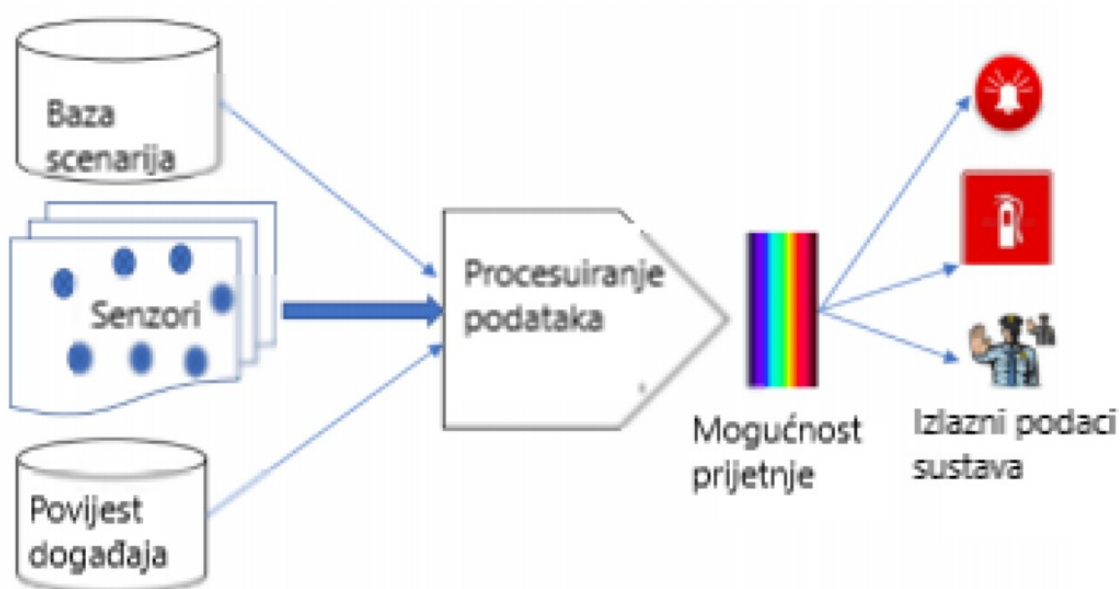 Baza
scenarija
Senzori
Povijest
događaja
Procesuiranje
podataka
Mogućnost
prijetnje
Izlazni podaci
sustava